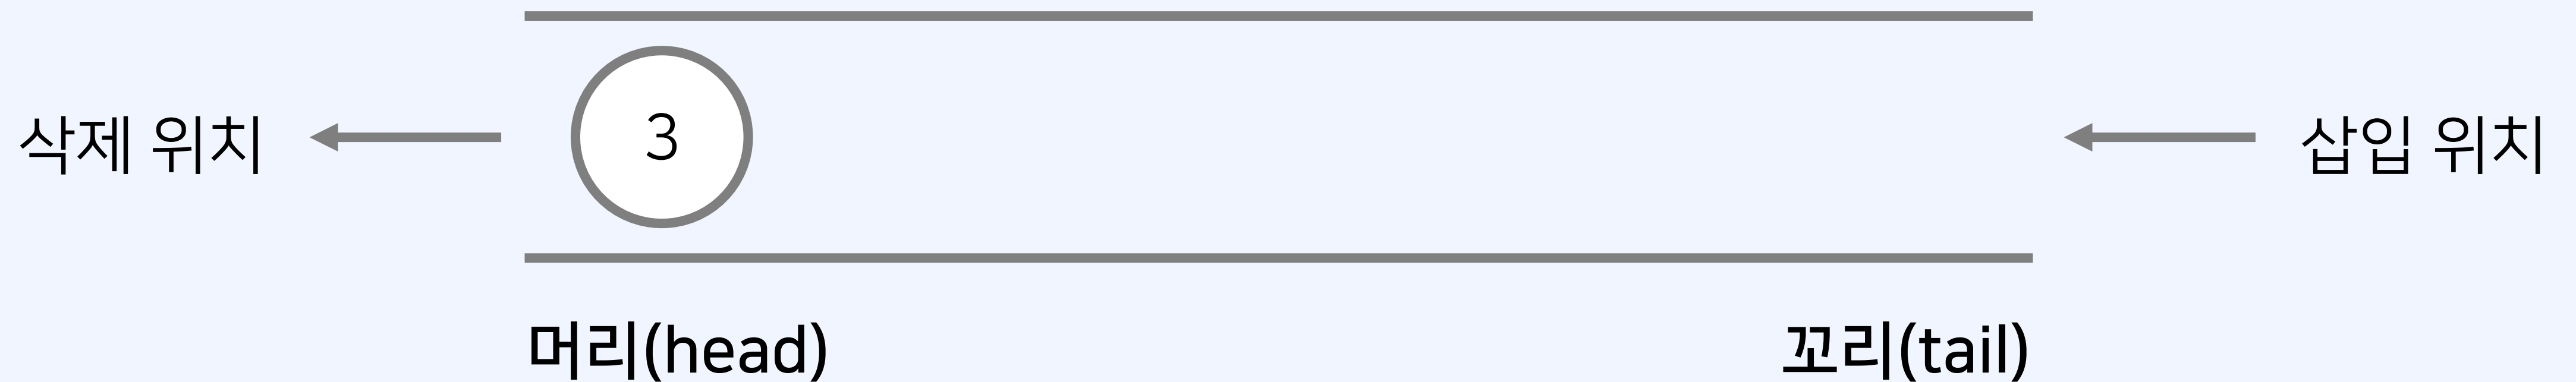 삭제 위치
3
삽입 위치
머리(head)
꼬리(tail)